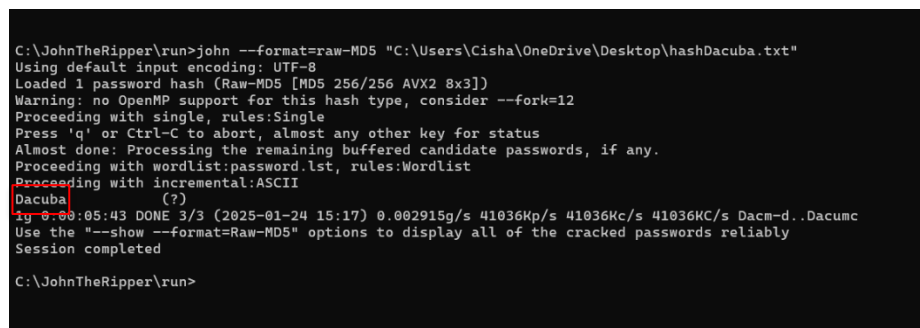 C:\JohnTheRipper\run>john --format=raw-MD5 "C:\Users\Cisha\OneDrive\Desktop\hashDacuba.txt"
Using default input encoding: UTF-8
Loaded 1 password hash (Raw-MD5 [MD5 256/256 AVX2 8x3])
Warning: no OpenMP support for this hash type, consider --fork=12
Proceeding with single, rules:Single
Press 'q' or Ctrl-C to abort, almost any other key for status
Almost done: Processing the remaining buffered candidate passwords, if any.
Proceeding with wordlist:password.lst, rules:Wordlist
Proceeding with incremental:ASCII
Dacuba           (?)
1g 0:00:05:43 DONE 3/3 (2025-01-24 15:17) 0.002915g/s 41036Kp/s 41036Kc/s 41036KC/s Dacm-d..Dacumc
Use the "--show --format=Raw-MD5" options to display all of the cracked passwords reliably
Session completed
C:\JohnTheRipper\run>